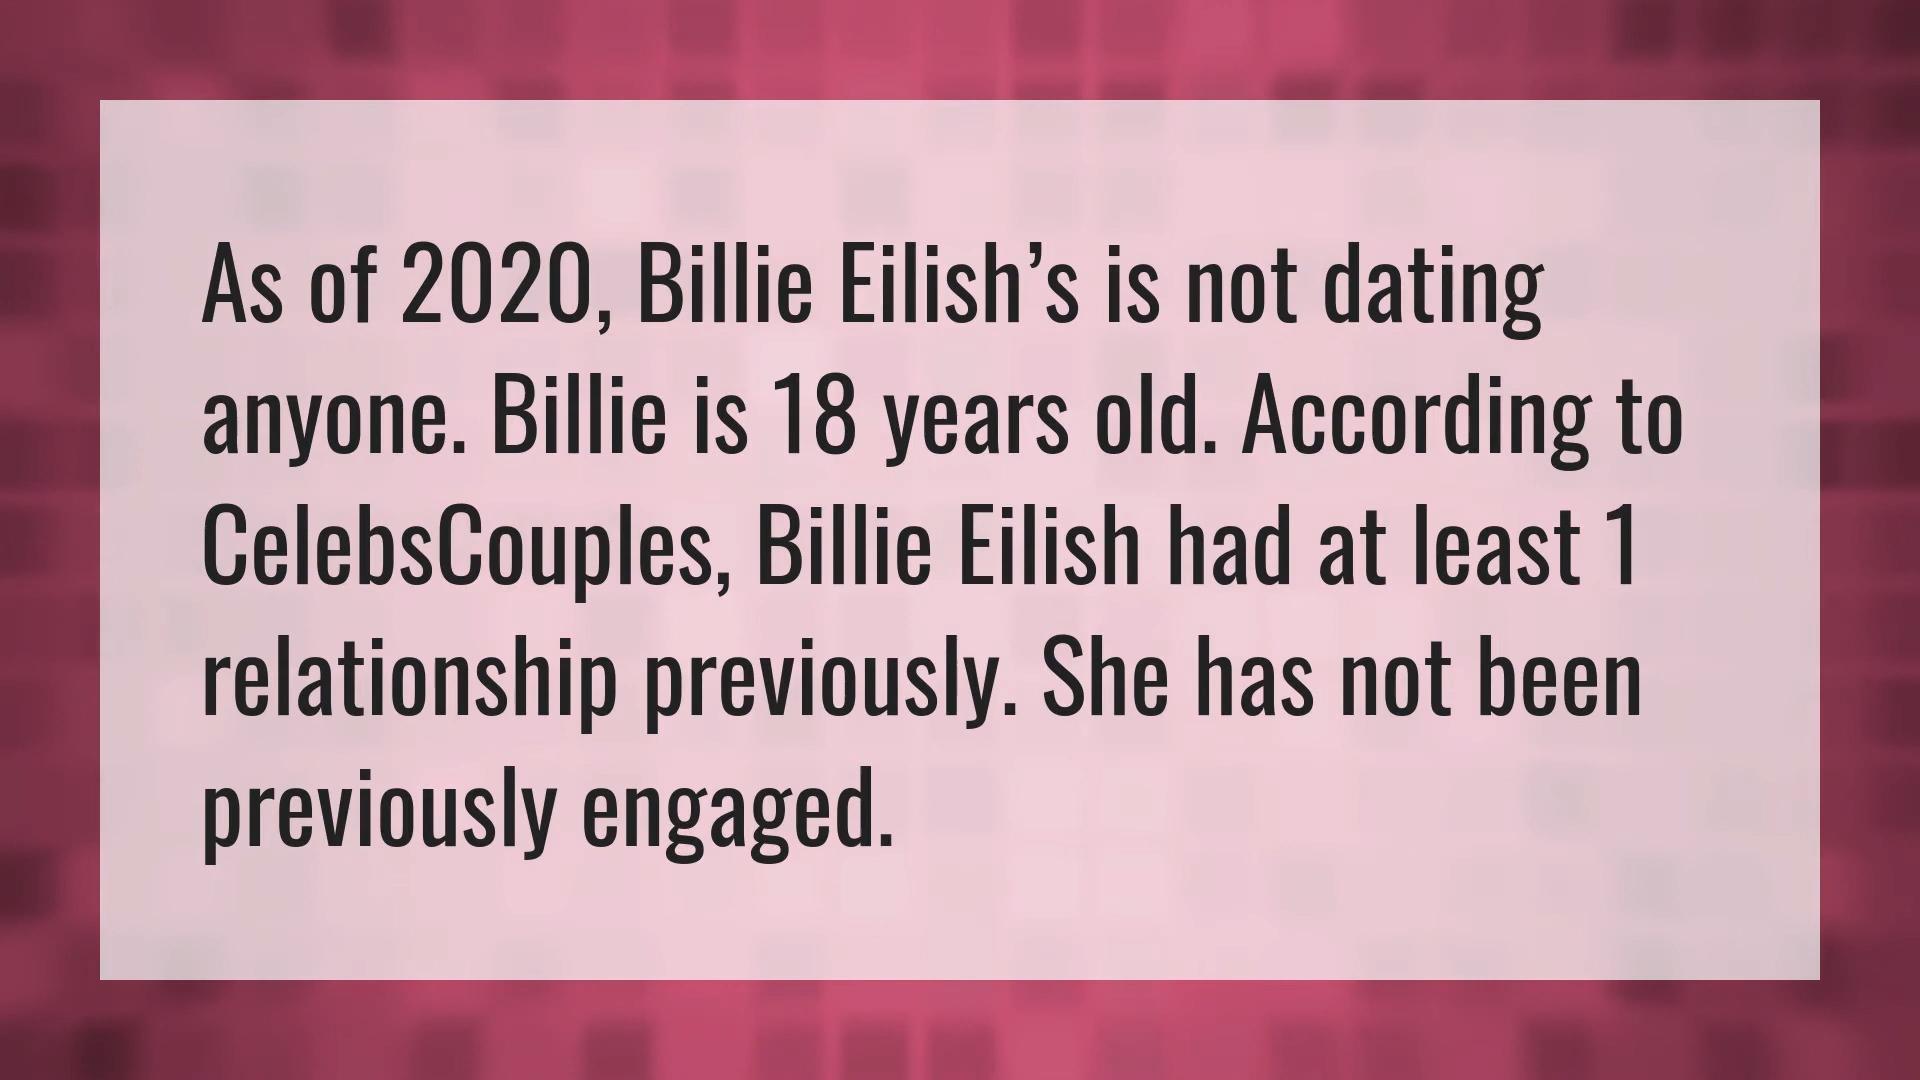 As of 2020, Billie Eilish’s is not dating
anyone. Billie is 18 years old. According to
CelebsCouples, Billie Eilish had at least 1
relationship previously. She has not been
previously engaged.